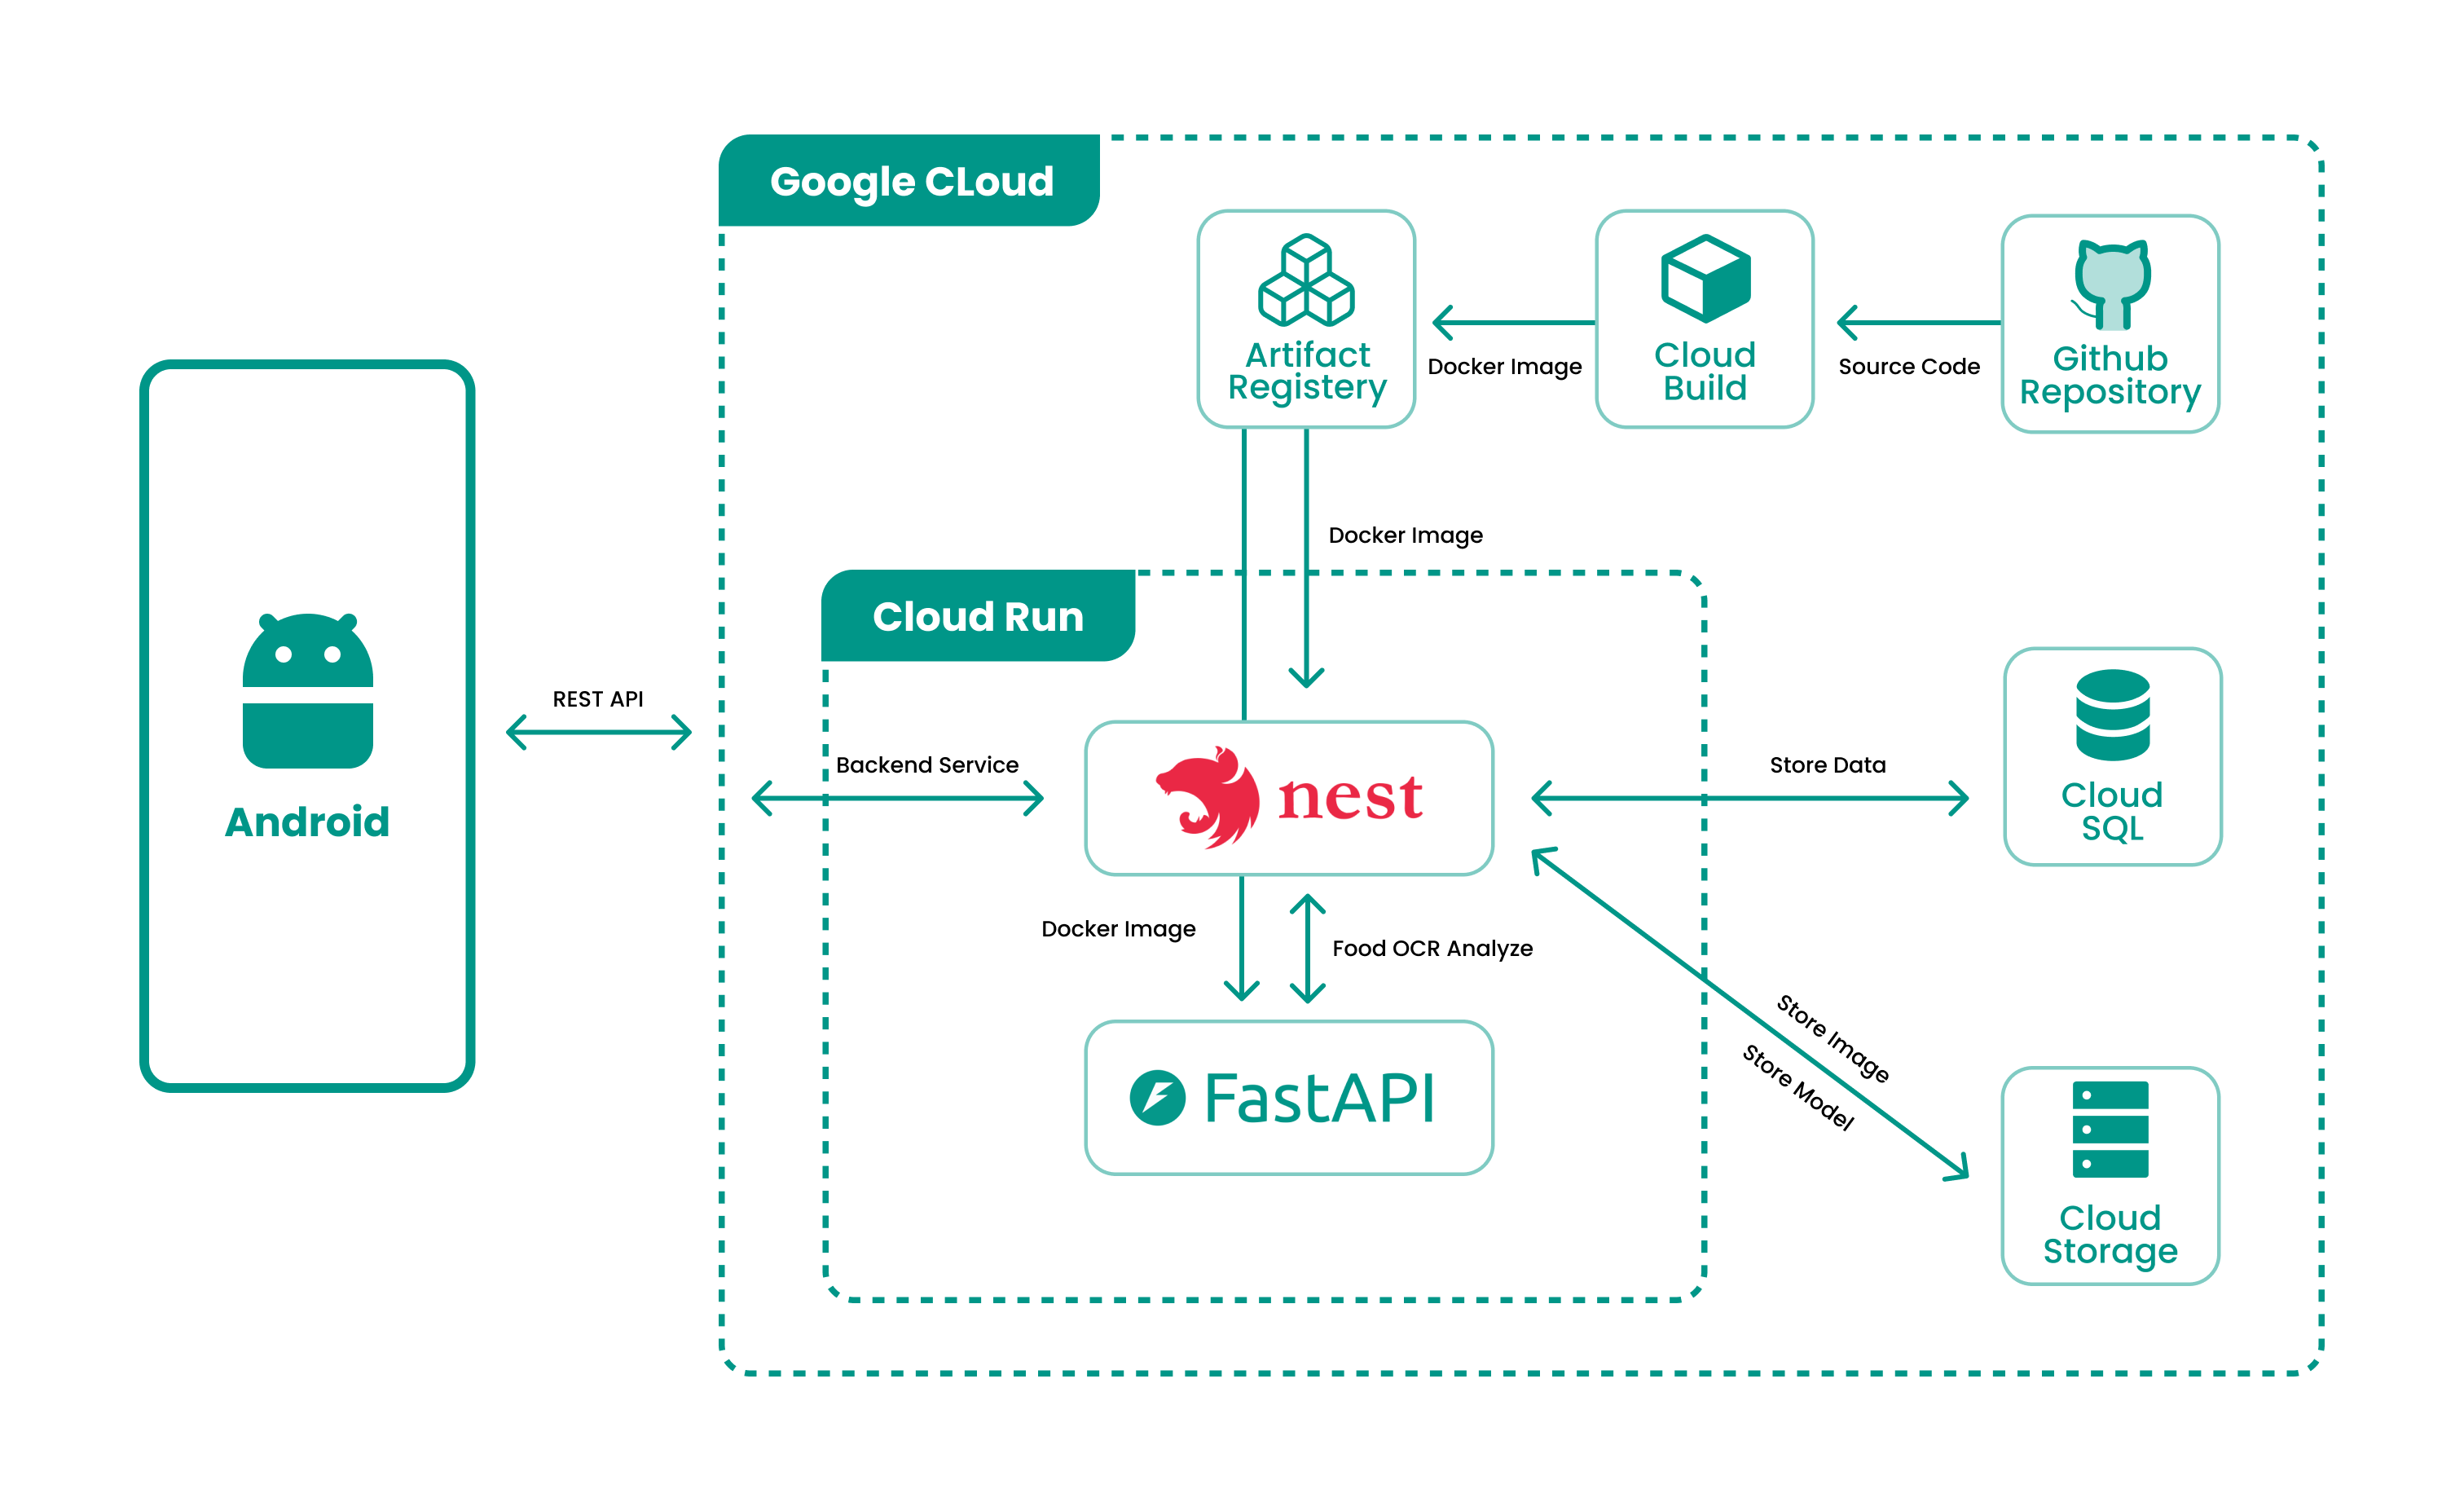 Google CLoud
Artifact
Registery
Docker Image
Cloud
Build
Source Code
Github
Repository
Docker Image
Cloud Run
REST API
Android
Backend Service
nest
Store Data
Cloud
SQL
Docker Image
Food OCR Analyze
Store Image
Store Model
FastAPI
Cloud
Storage